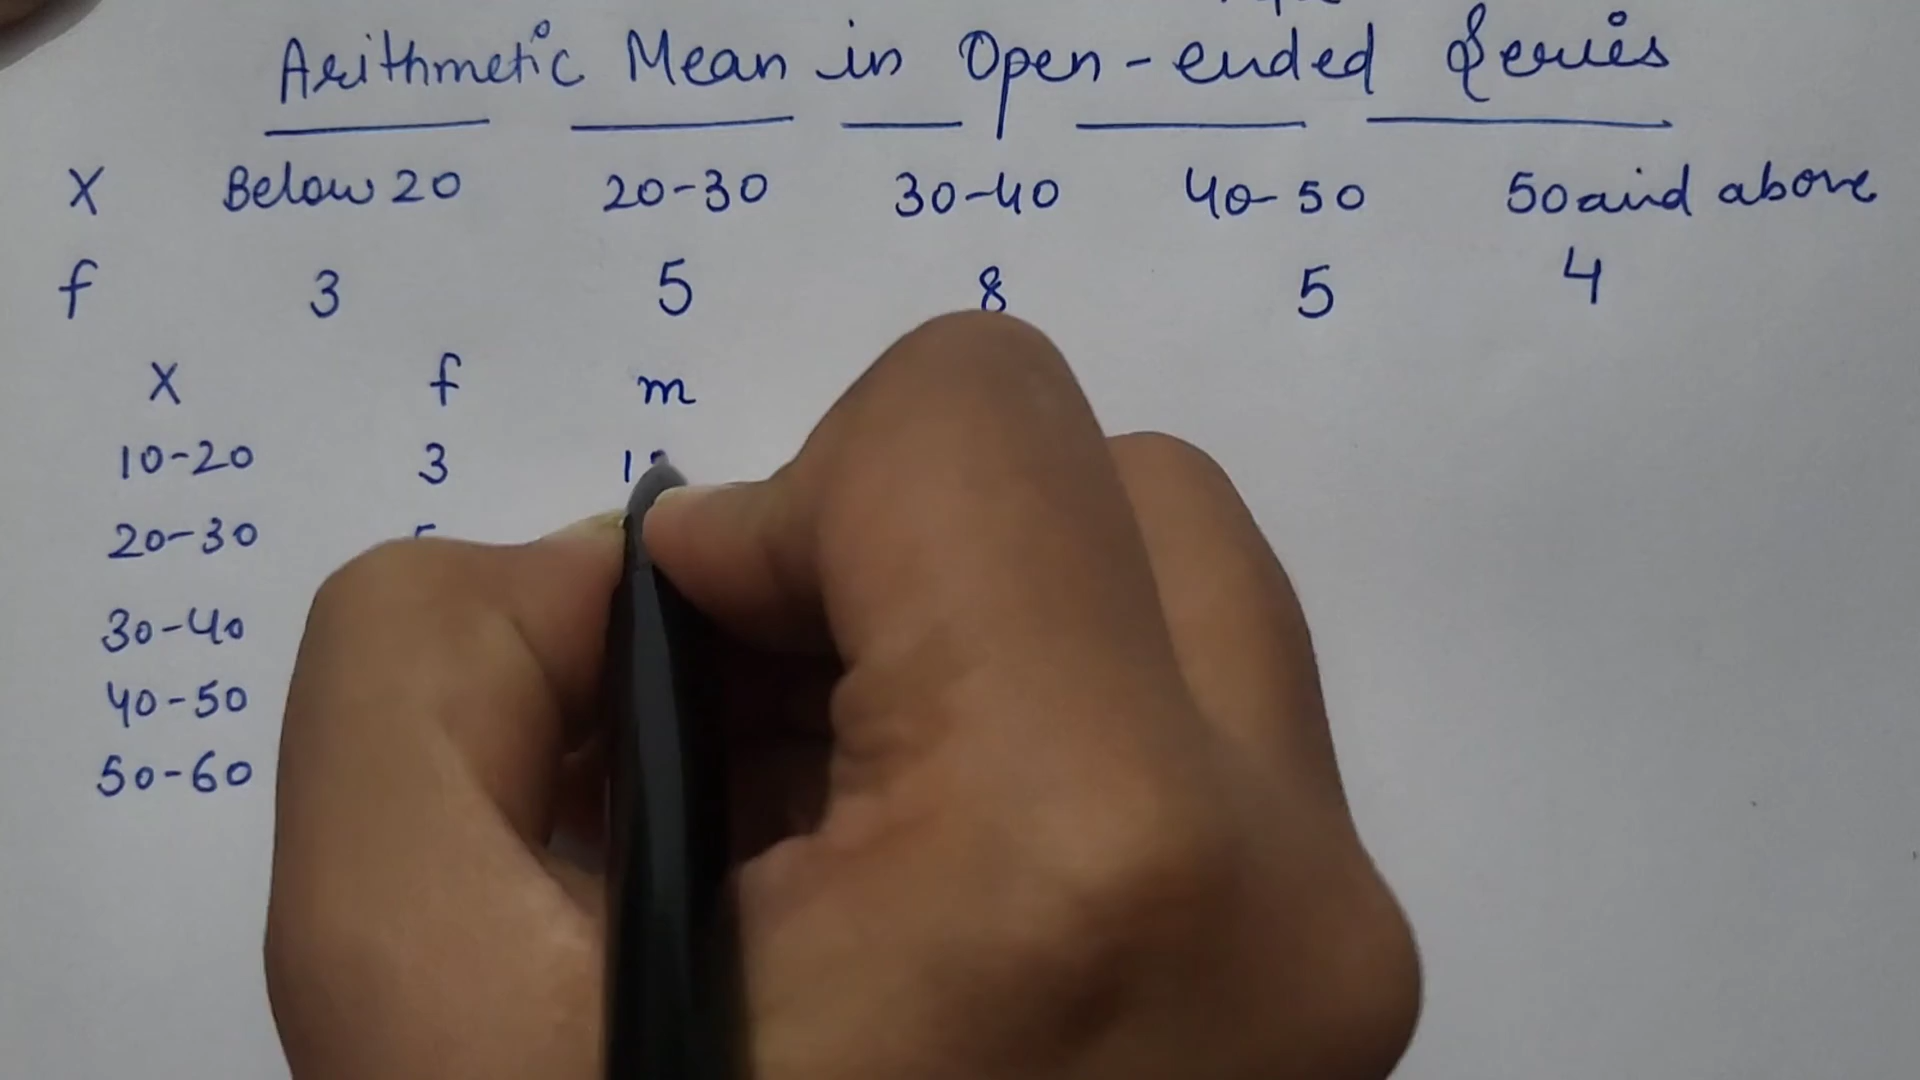 Arithmetic Mean in Open-ended Series
X Below 20 20-30 30-40 40-50 50 and above
f 3 5 8 5 4
X f m
10-20 3
20-30
30-40
40-50
50-60